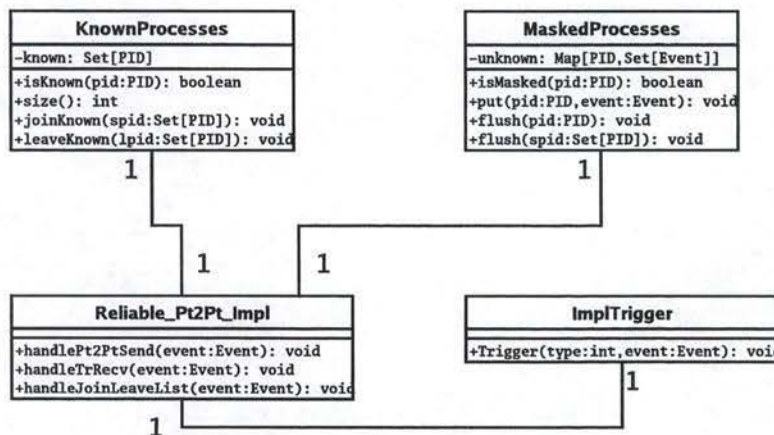 KnownProcesses
-known: Set[PID]
+isKnown(pid:PID): boolean
+size(): int
+joinKnown(spid:Set[PID]): void
+leaveKnown(lpid:Set[PID]): void
MaskedProcesses
-unknown: Map[PID,Set[Event]]
+isMasked(pid:PID): boolean
+put(pid:PID,event:Event): void
+flush(pid:PID): void
+flush(spid:Set[PID]): void
1
1
1
1
Reliable_Pt2Pt_Impl
+handlePt2PtSend(event:Event): void
+handleTrRecv(event:Event): void
+handleJoinLeaveList(event:Event): void
ImplTrigger
+Trigger(type:int,event:Event): void
1
1